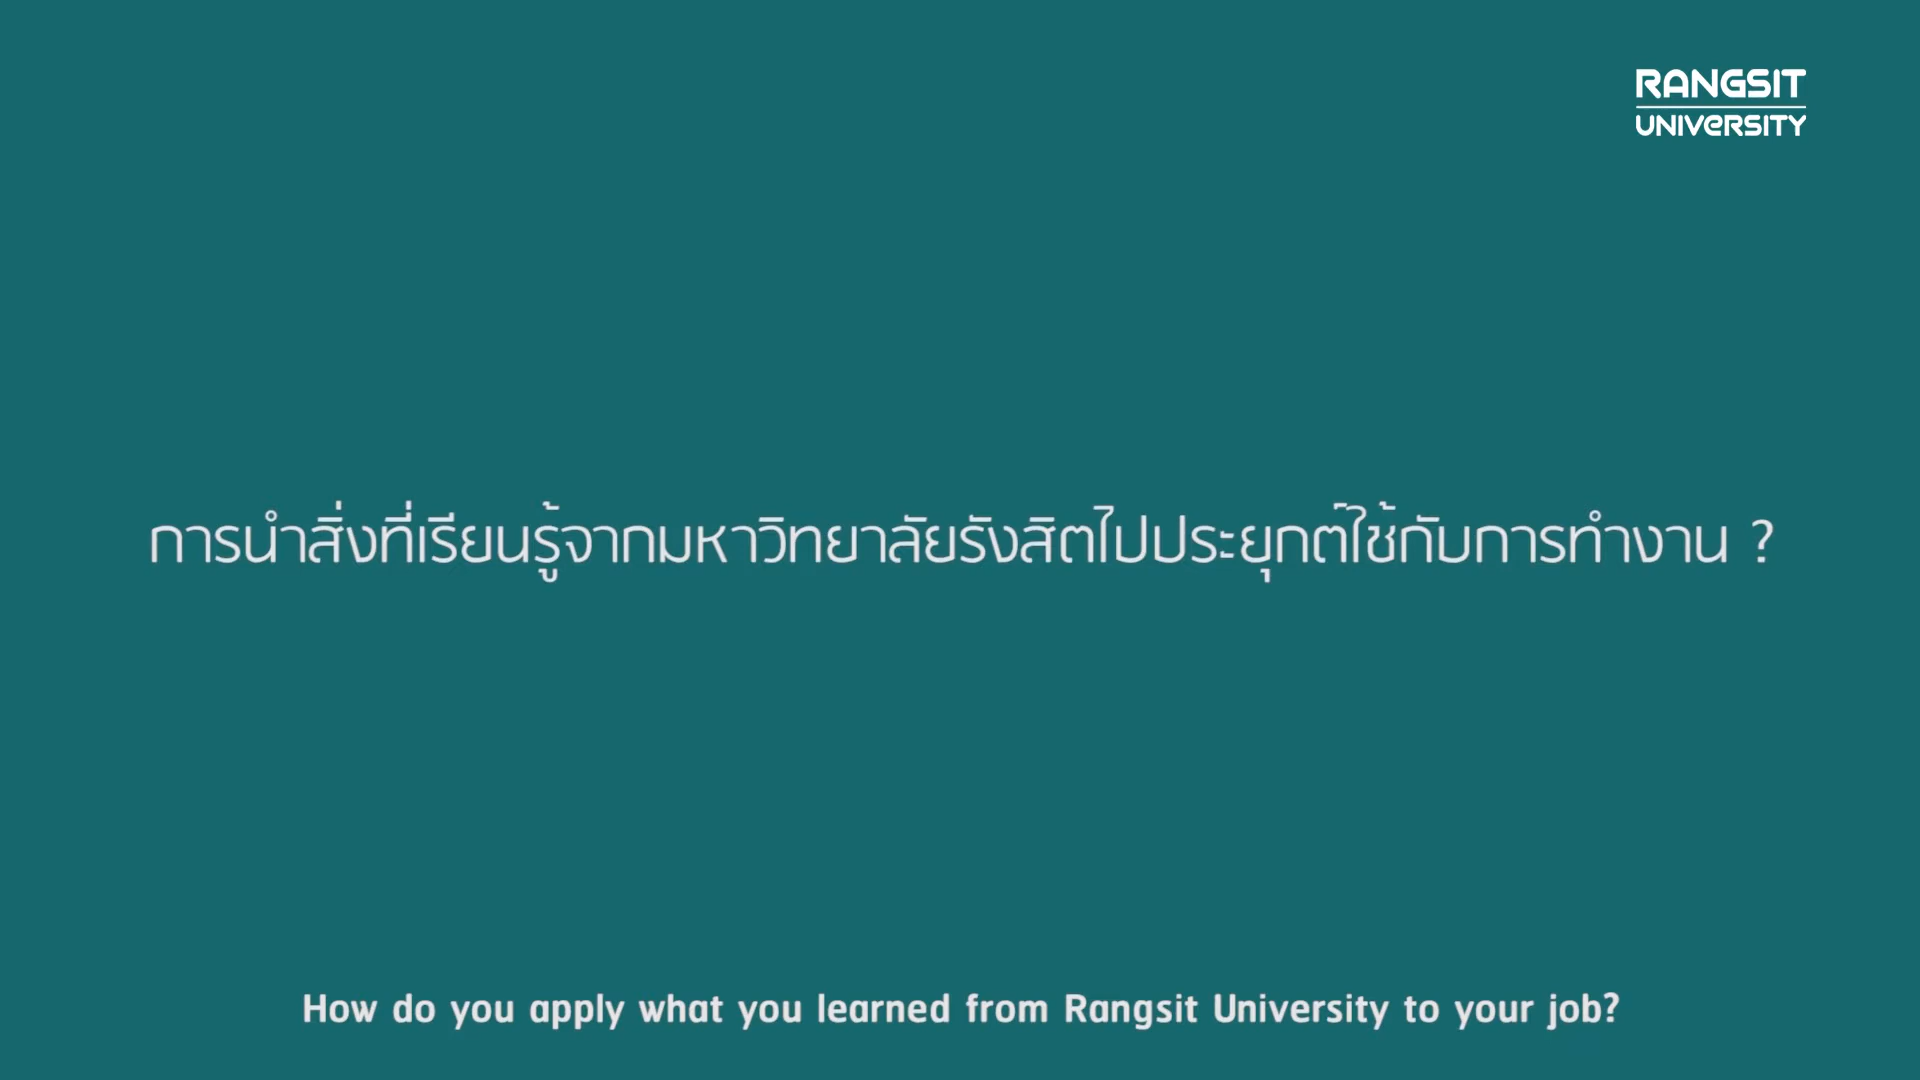 RANGSIT
UNIVERSITY
การนำสิ่งที่เรียนรู้จากมหาวิทยาลัยรังสิตไปประยุกต์ใช้กับการทำงาน ?
How do you apply what you learned from Rangsit University to your job?